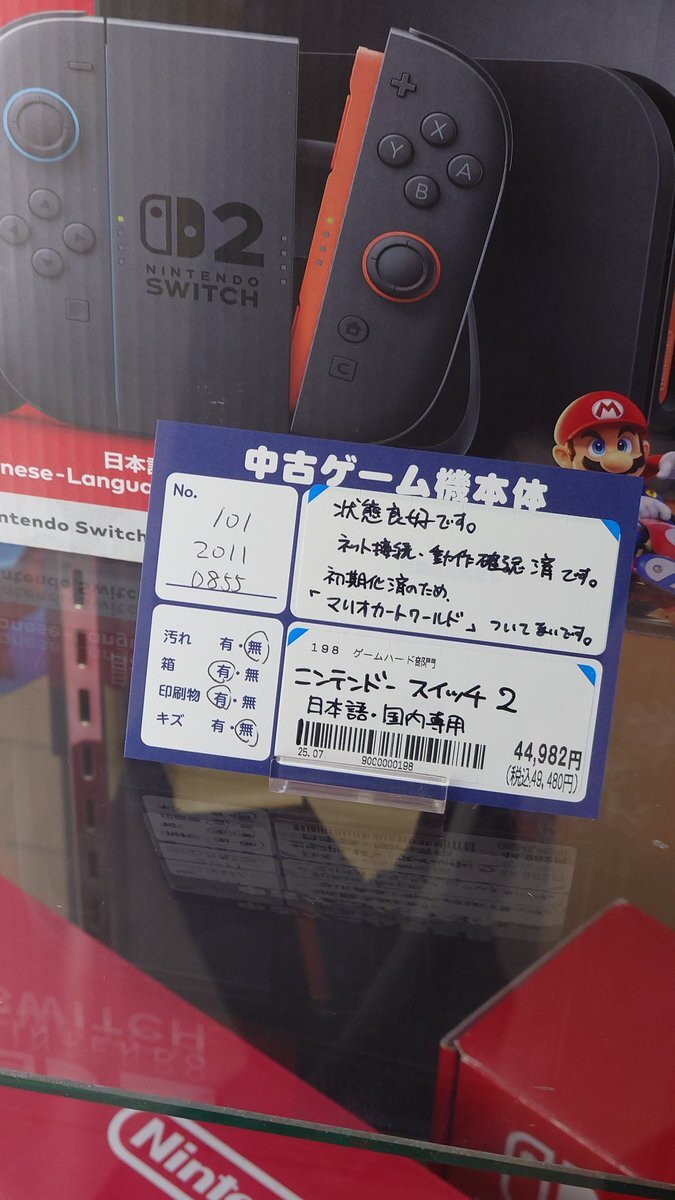 X
Y
A
B
2
NINTENDO
SWITCH
C
M
日本
nese-Langua
ntendo Switch
中古ゲーム機本体
No.
101
2011
0855
状態良好です。
ネット接続・動作確認済です。
初期化済のため、
「マリオカートワールド」ついてまいです。
汚れ 有・無
箱 有・無
印刷物 有・無
キズ 有・無
198 ゲームハード部門
ニンテンドー スイッチ2
日本語・国内専用
25.07
9000000198
44,982円
(税込49,480円)
SWITCH
Ninten